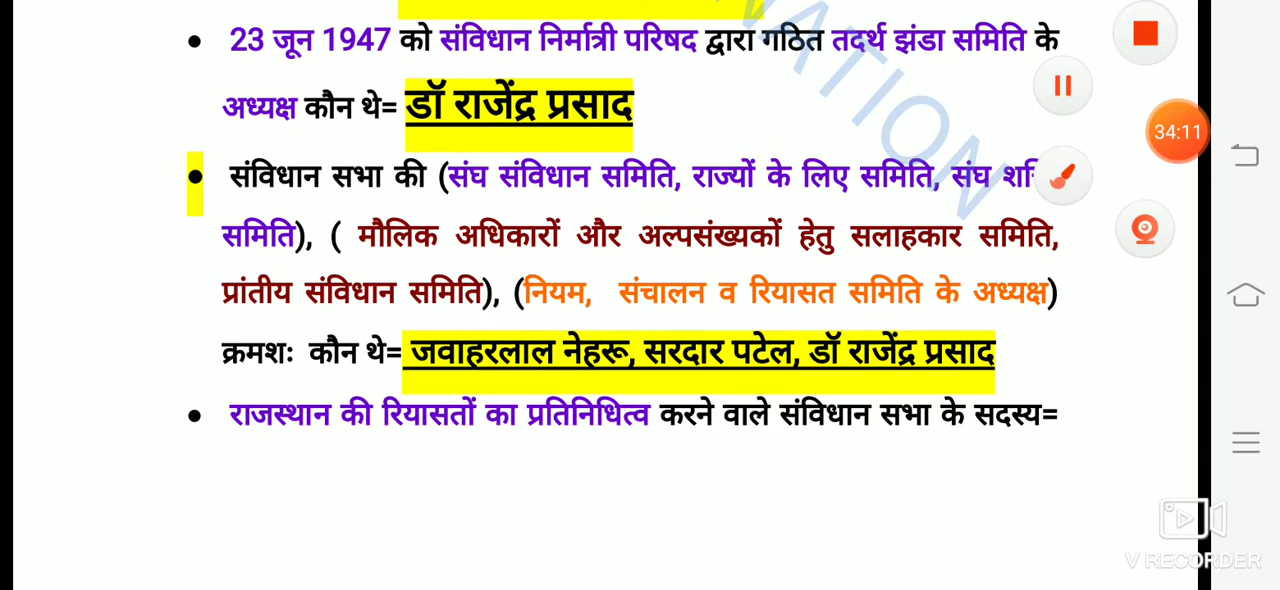 NATION
• 23 जून 1947 को संविधान निर्मात्री परिषद द्वारा गठित तदर्थ झंडा समिति के
अध्यक्ष कौन थे= डॉ राजेंद्र प्रसाद
34:11
• संविधान सभा की (संघ संविधान समिति, राज्यों के लिए समिति, संघ
समिति), ( मौलिक अधिकारों और अल्पसंख्यकों हेतु सलाहकार समिति,
प्रांतीय संविधान समिति), (नियम, संचालन व रियासत समिति के अध्यक्ष)
क्रमशः कौन थे= जवाहरलाल नेहरू, सरदार पटेल, डॉ राजेंद्र प्रसाद
• राजस्थान की रियासतों का प्रतिनिधित्व करने वाले संविधान सभा के सदस्य=
V RECORDER